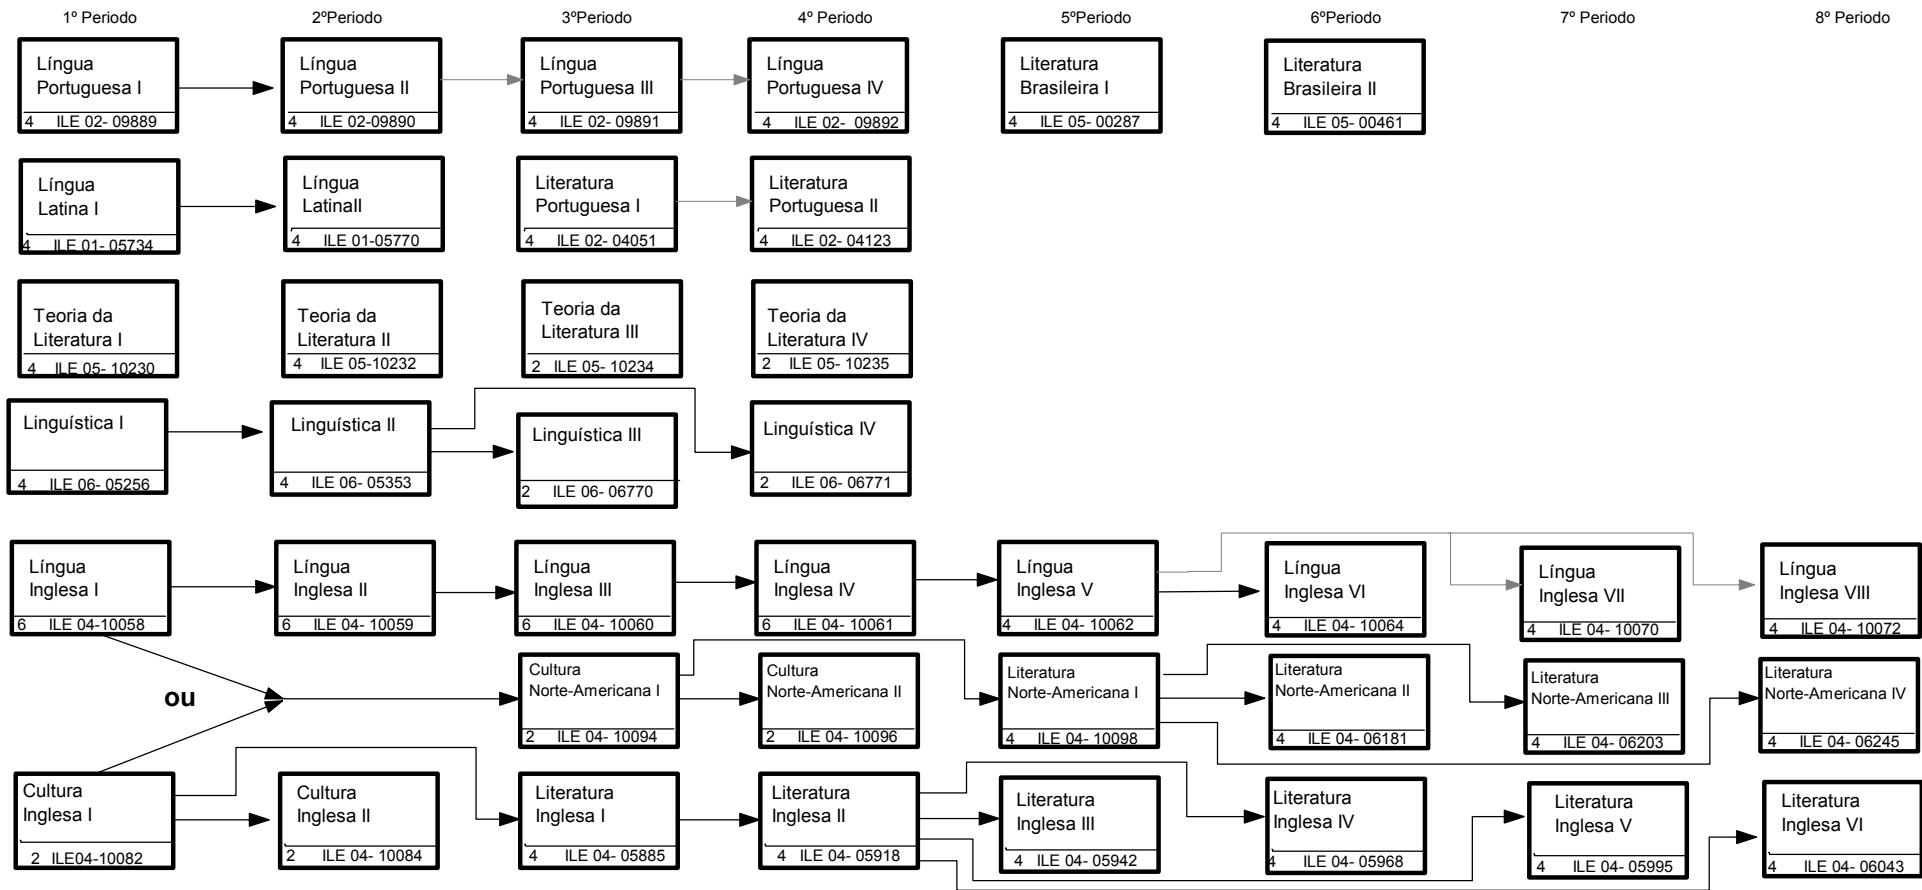 1º Periodo
2ºPeriodo
3ºPeriodo
4º Periodo
5ºPeriodo
6ºPeriodo
7º Periodo
8º Periodo
Língua
Portuguesa I
4 ILE 02- 09889
Língua
Portuguesa II
4 ILE 02-09890
Língua
Portuguesa III
4 ILE 02- 09891
Língua
Portuguesa IV
4 ILE 02- 09892
Literatura
Brasileira I
4 ILE 05- 00287
Literatura
Brasileira II
4 ILE 05- 00461
Língua
Latina I
4 ILE 01- 05734
Língua
LatinaII
4 ILE 01-05770
Literatura
Portuguesa I
4 ILE 02- 04051
Literatura
Portuguesa II
4 ILE 02- 04123
Teoria da
Literatura I
4 ILE 05- 10230
Teoria da
Literatura II
4 ILE 05-10232
Teoria da
Literatura III
2 ILE 05- 10234
Teoria da
Literatura IV
2 ILE 05- 10235
Linguística I
4 ILE 06- 05256
Linguística II
4 ILE 06- 05353
Linguística III
2 ILE 06- 06770
Linguística IV
2 ILE 06- 06771
Língua
Inglesa I
6 ILE 04-10058
Língua
Inglesa II
6 ILE 04- 10059
Língua
Inglesa III
6 ILE 04- 10060
Língua
Inglesa IV
6 ILE 04- 10061
Língua
Inglesa V
4 ILE 04- 10062
Língua
Inglesa VI
4 ILE 04- 10064
Língua
Inglesa VII
4 ILE 04- 10070
Língua
Inglesa VIII
4 ILE 04- 10072
ou
Cultura
Norte-Americana I
2 ILE 04- 10094
Cultura
Norte-Americana II
2 ILE 04- 10096
Literatura
Norte-Americana I
4 ILE 04- 10098
Literatura
Norte-Americana II
4 ILE 04- 06181
Literatura
Norte-Americana III
4 ILE 04- 06203
Literatura
Norte-Americana IV
4 ILE 04- 06245
Cultura
Inglesa I
2 ILE04-10082
Cultura
Inglesa II
2 ILE 04- 10084
Literatura
Inglesa I
4 ILE 04- 05885
Literatura
Inglesa II
4 ILE 04- 05918
Literatura
Inglesa III
4 ILE 04- 05942
Literatura
Inglesa IV
4 ILE 04- 05968
Literatura
Inglesa V
4 ILE 04- 05995
Literatura
Inglesa VI
4 ILE 04- 06043